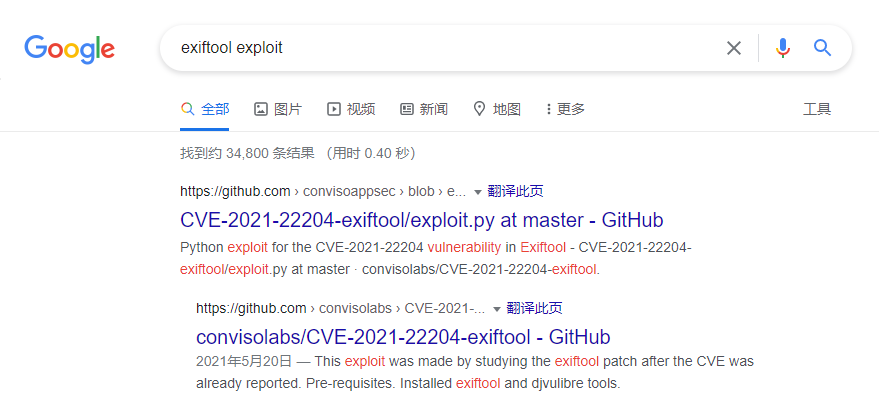 Google
exiftool exploit
全部 图片 视频 新闻 地图 更多 工具
找到约 34,800 条结果 （用时 0.40 秒）
https://github.com › convisoappsec › blob › e... 翻译此页
CVE-2021-22204-exiftool/exploit.py at master - GitHub
Python exploit for the CVE-2021-22204 vulnerability in Exiftool - CVE-2021-22204-
exiftool/exploit.py at master · convisolabs/CVE-2021-22204-exiftool.
https://github.com › convisolabs › CVE-2021-... 翻译此页
convisolabs/CVE-2021-22204-exiftool - GitHub
2021年5月20日 — This exploit was made by studying the exiftool patch after the CVE was
already reported. Pre-requisites. Installed exiftool and djvulibre tools.